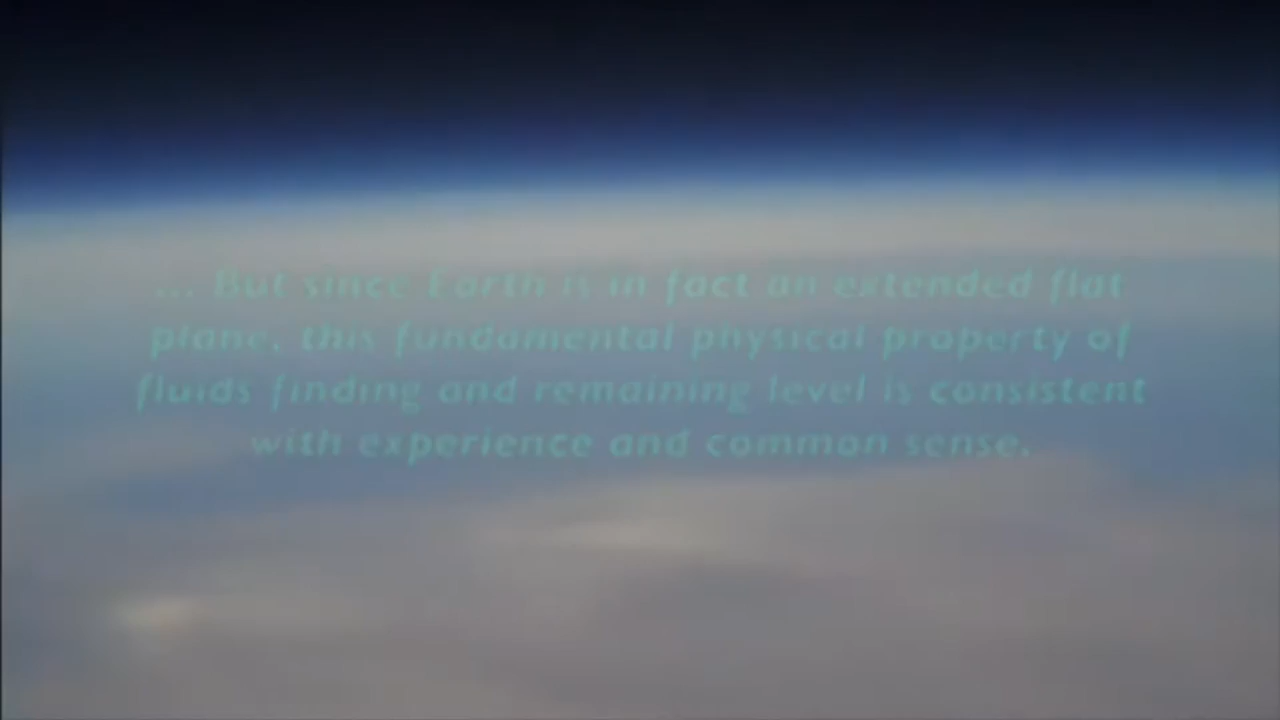 ... But since Earth is in fact an extended flat
plane, this fundamental physical property of
fluids finding and remaining level is consistent
with experience and common sense.